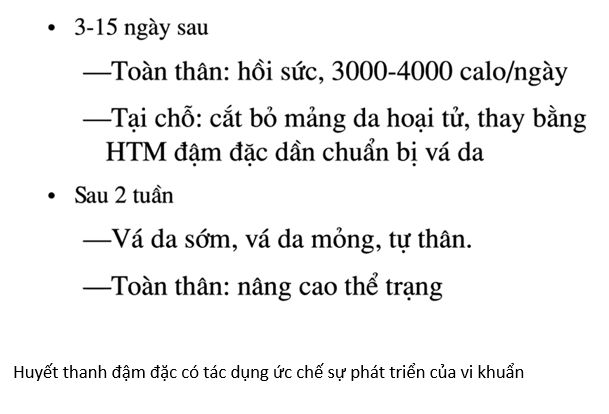 • 3-15 ngày sau
—Toàn thân: hồi sức, 3000-4000 calo/ngày
—Tại chỗ: cắt bỏ mảng da hoại tử, thay bằng
HTM đậm đặc dần chuẩn bị vá da
• Sau 2 tuần
—Vá da sớm, vá da mỏng, tự thân.
—Toàn thân: nâng cao thể trạng
Huyết thanh đậm đặc có tác dụng ức chế sự phát triển của vi khuẩn